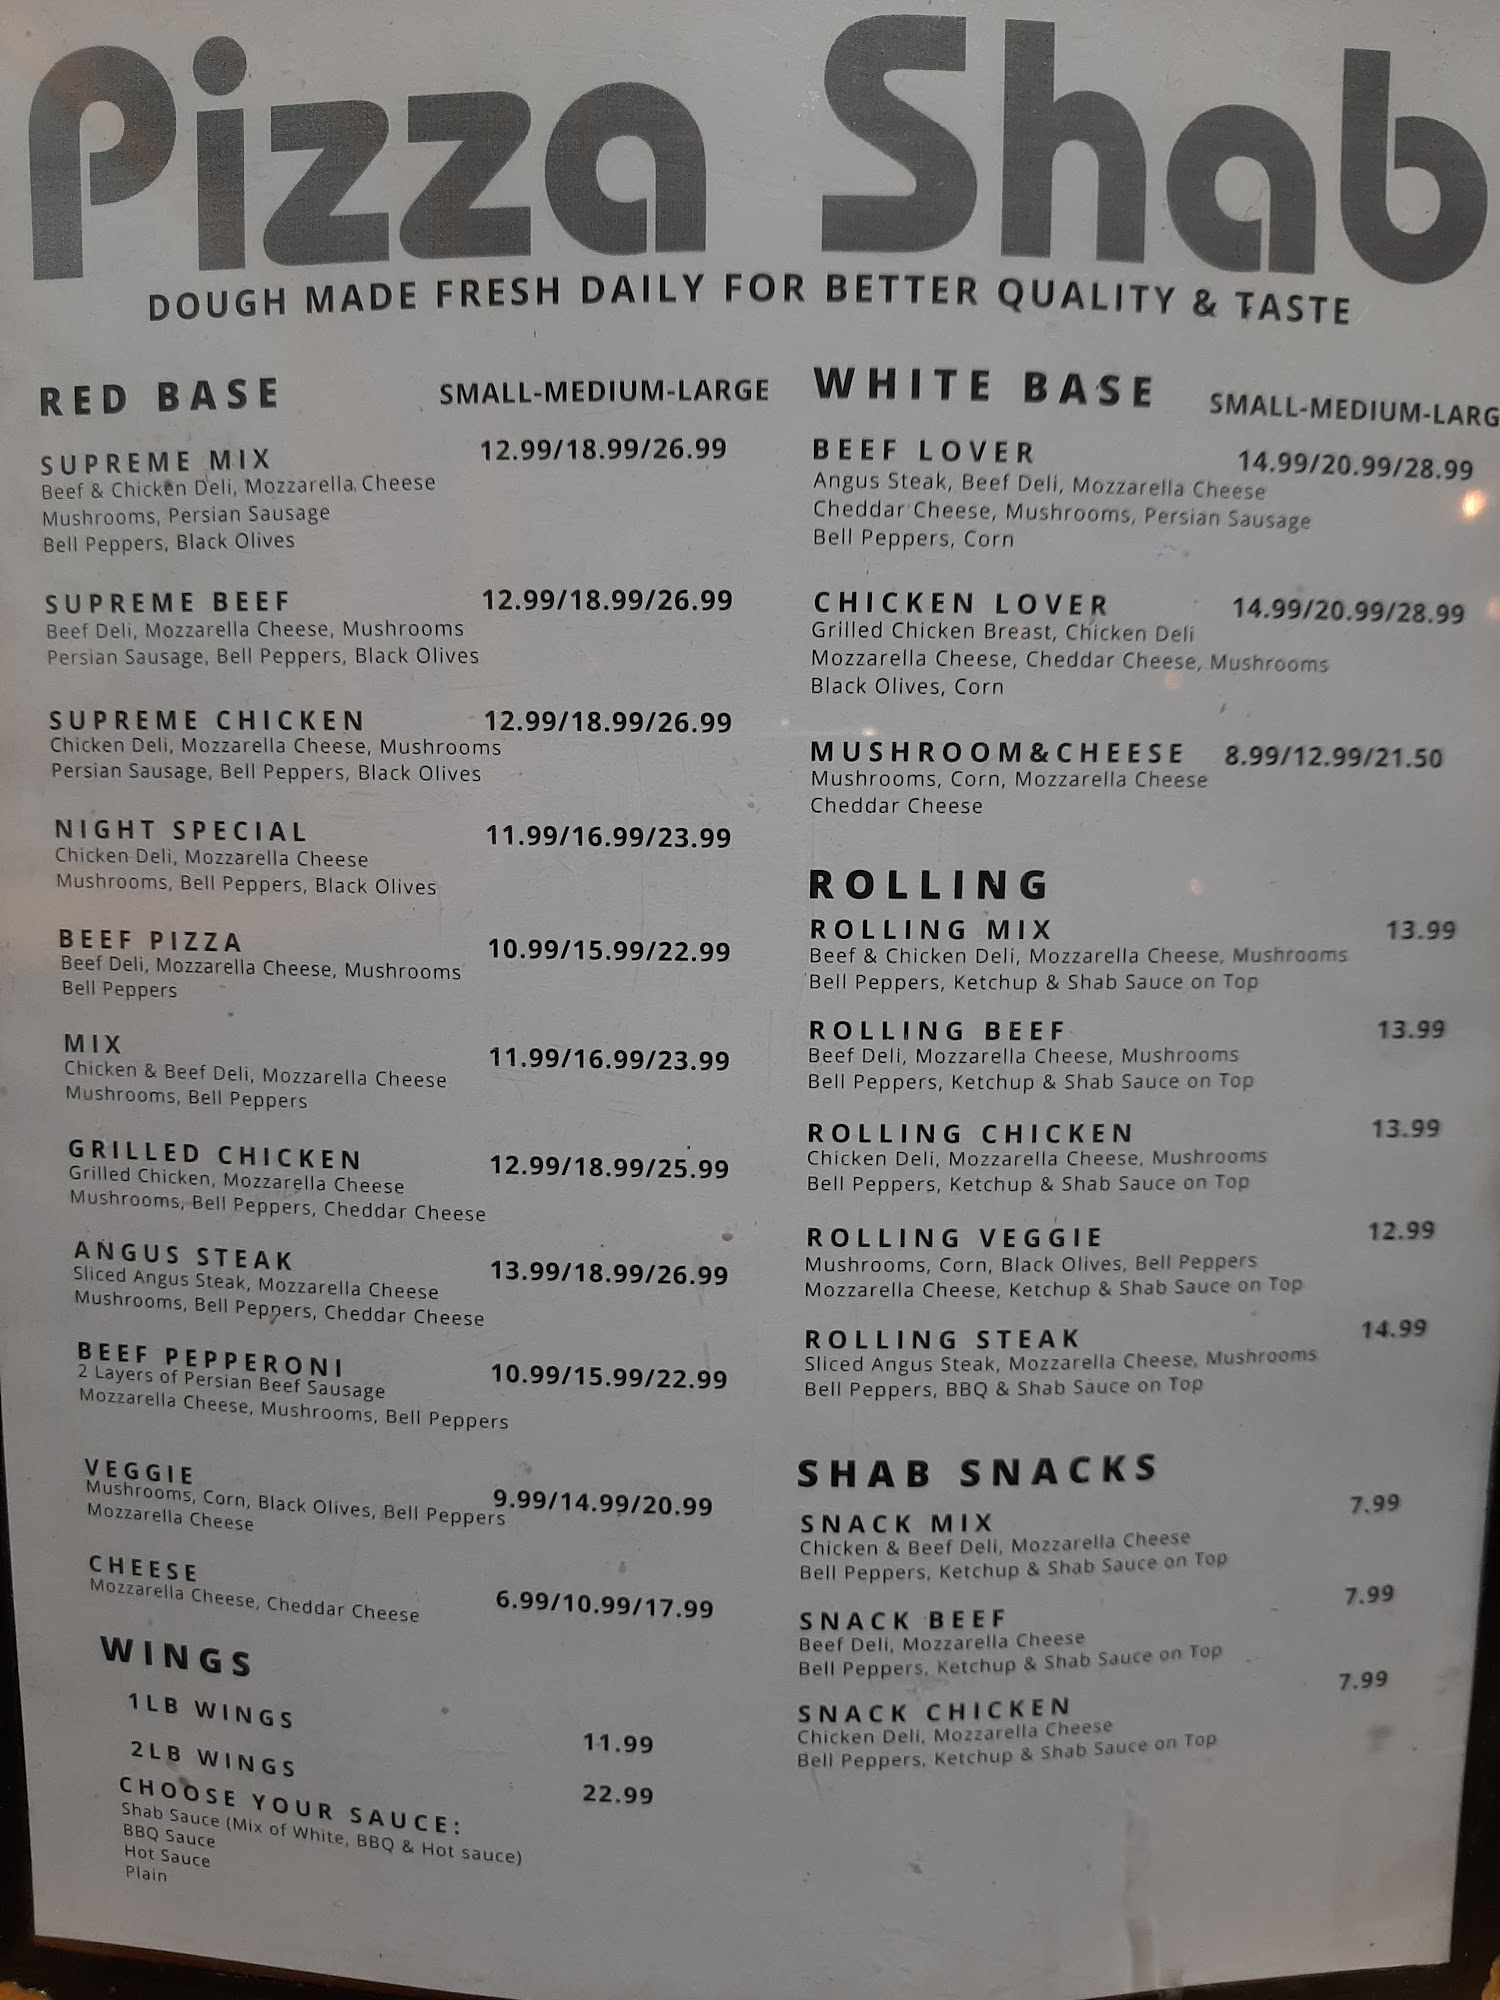 Pizza Shab
DOUGH MADE FRESH DAILY FOR BETTER QUALITY & TASTE
RED BASE SMALL-MEDIUM-LARGE
SUPREME MIX 12.99/18.99/26.99
Beef & Chicken Deli, Mozzarella Cheese
Mushrooms, Persian Sausage
Bell Peppers, Black Olives
SUPREME BEEF 12.99/18.99/26.99
Beef Deli, Mozzarella Cheese, Mushrooms
Persian Sausage, Bell Peppers, Black Olives
SUPREME CHICKEN 12.99/18.99/26.99
Chicken Deli, Mozzarella Cheese, Mushrooms
Persian Sausage, Bell Peppers, Black Olives
NIGHT SPECIAL 11.99/16.99/23.99
Chicken Deli, Mozzarella Cheese
Mushrooms, Bell Peppers, Black Olives
BEEF PIZZA 10.99/15.99/22.99
Beef Deli, Mozzarella Cheese, Mushrooms
Bell Peppers
MIX 11.99/16.99/23.99
Chicken & Beef Deli, Mozzarella Cheese
Mushrooms, Bell Peppers
GRILLED CHICKEN 12.99/18.99/25.99
Grilled Chicken, Mozzarella Cheese
Mushrooms, Bell Peppers, Cheddar Cheese
ANGUS STEAK 13.99/18.99/26.99
Sliced Angus Steak, Mozzarella Cheese
Mushrooms, Bell Peppers, Cheddar Cheese
BEEF PEPPERONI 10.99/15.99/22.99
2 Layers of Persian Beef Sausage
Mozzarella Cheese, Mushrooms, Bell Peppers
VEGGIE 9.99/14.99/20.99
Mushrooms, Corn, Black Olives, Bell Peppers
Mozzarella Cheese
CHEESE 6.99/10.99/17.99
Mozzarella Cheese, Cheddar Cheese
WINGS
1LB WINGS 11.99
2LB WINGS 22.99
CHOOSE YOUR SAUCE:
Shab Sauce (Mix of White, BBQ & Hot sauce)
BBQ Sauce
Hot Sauce
Plain
WHITE BASE SMALL-MEDIUM-LARG
BEEF LOVER 14.99/20.99/28.99
Angus Steak, Beef Deli, Mozzarella Cheese
Cheddar Cheese, Mushrooms, Persian Sausage
Bell Peppers, Corn
CHICKEN LOVER 14.99/20.99/28.99
Grilled Chicken Breast, Chicken Deli
Mozzarella Cheese, Cheddar Cheese, Mushrooms
Black Olives, Corn
MUSHROOM&CHEESE 8.99/12.99/21.50
Mushrooms, Corn, Mozzarella Cheese
Cheddar Cheese
ROLLING
ROLLING MIX 13.99
Beef & Chicken Deli, Mozzarella Cheese, Mushrooms
Bell Peppers, Ketchup & Shab Sauce on Top
ROLLING BEEF 13.99
Beef Deli, Mozzarella Cheese, Mushrooms
Bell Peppers, Ketchup & Shab Sauce on Top
ROLLING CHICKEN 13.99
Chicken Deli, Mozzarella Cheese, Mushrooms
Bell Peppers, Ketchup & Shab Sauce on Top
ROLLING VEGGIE 12.99
Mushrooms, Corn, Black Olives, Bell Peppers
Mozzarella Cheese, Ketchup & Shab Sauce on Top
ROLLING STEAK 14.99
Sliced Angus Steak, Mozzarella Cheese, Mushrooms
Bell Peppers, BBQ & Shab Sauce on Top
SHAB SNACKS
SNACK MIX 7.99
Chicken & Beef Deli, Mozzarella Cheese
Bell Peppers, Ketchup & Shab Sauce on Top
SNACK BEEF 7.99
Beef Deli, Mozzarella Cheese
Bell Peppers, Ketchup & Shab Sauce on Top
SNACK CHICKEN 7.99
Chicken Deli, Mozzarella Cheese
Bell Peppers, Ketchup & Shab Sauce on Top